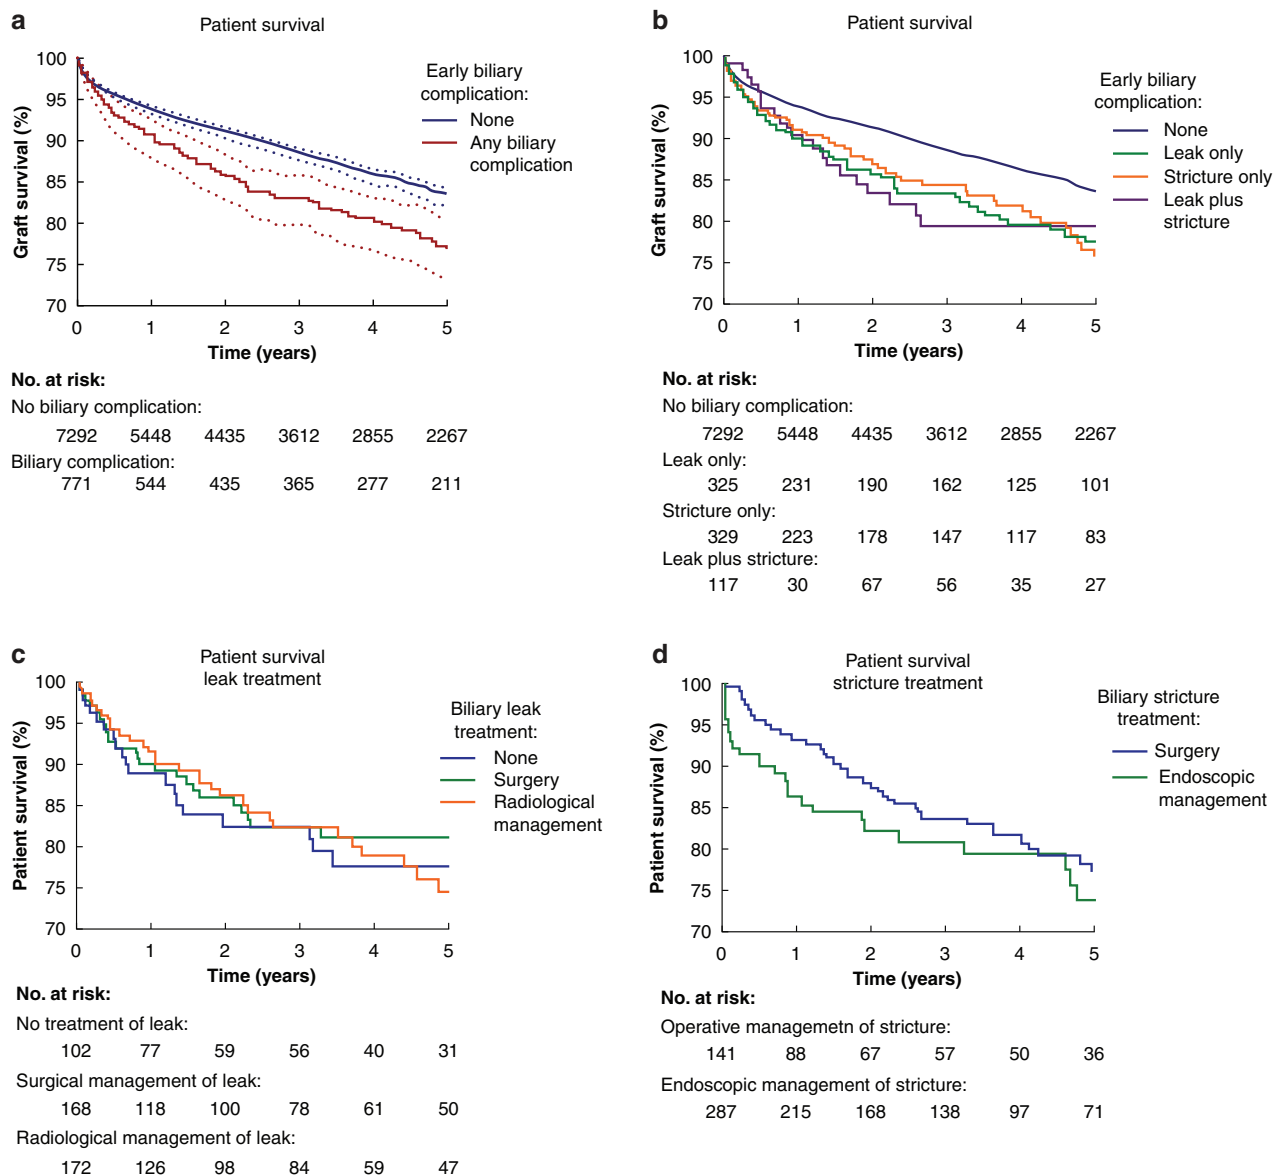 a
Patient survival
Graft survival (%)
100
95
90
85
80
75
70
0 1 2 3 4 5
Time (years)
Early biliary
complication:
None
Any biliary
complication
No. at risk:
No biliary complication:
7292 5448 4435 3612 2855 2267
Biliary complication:
771 544 435 365 277 211
b
Patient survival
Graft survival (%)
100
95
90
85
80
75
70
0 1 2 3 4 5
Time (years)
Early biliary
complication:
None
Leak only
Stricture only
Leak plus
stricture
No. at risk:
No biliary complication:
7292 5448 4435 3612 2855 2267
Leak only:
325 231 190 162 125 101
Stricture only:
329 223 178 147 117 83
Leak plus stricture:
117 30 67 56 35 27
c
Patient survival
leak treatment
Patient survival (%)
100
95
90
85
80
75
70
0 1 2 3 4 5
Time (years)
Biliary leak
treatment:
None
Surgery
Radiological
management
No. at risk:
No treatment of leak:
102 77 59 56 40 31
Surgical management of leak:
168 118 100 78 61 50
Radiological management of leak:
172 126 98 84 59 47
d
Patient survival
stricture treatment
Patient survival (%)
100
95
90
85
80
75
70
0 1 2 3 4 5
Time (years)
Biliary stricture
treatment:
Surgery
Endoscopic
management
No. at risk:
Operative managemetn of stricture:
141 88 67 57 50 36
Endoscopic management of stricture:
287 215 168 138 97 71